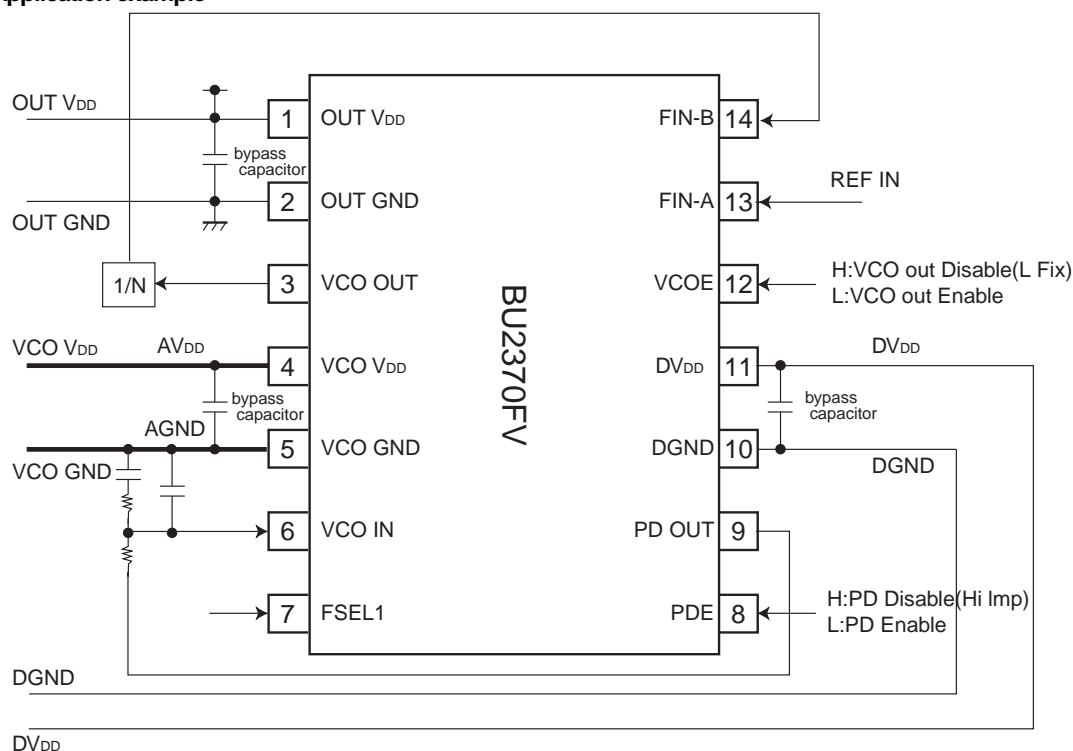 OUT VDD
bypass
capacitor
OUT GND
1/N
VCO VDD
AVDD
bypass
capacitor
AGND
VCO GND
DGND
DVDD
1
OUT VDD
2
OUT GND
3
VCO OUT
4
VCO VDD
5
VCO GND
6
VCO IN
7
FSEL1
BU2370FV
FIN-B
14
FIN-A
13
REF IN
VCOE
12
H:VCO out Disable(L Fix)
L:VCO out Enable
DVDD
11
DVDD
bypass
capacitor
DGND
10
DGND
PD OUT
9
PDE
8
H:PD Disable(Hi Imp)
L:PD Enable